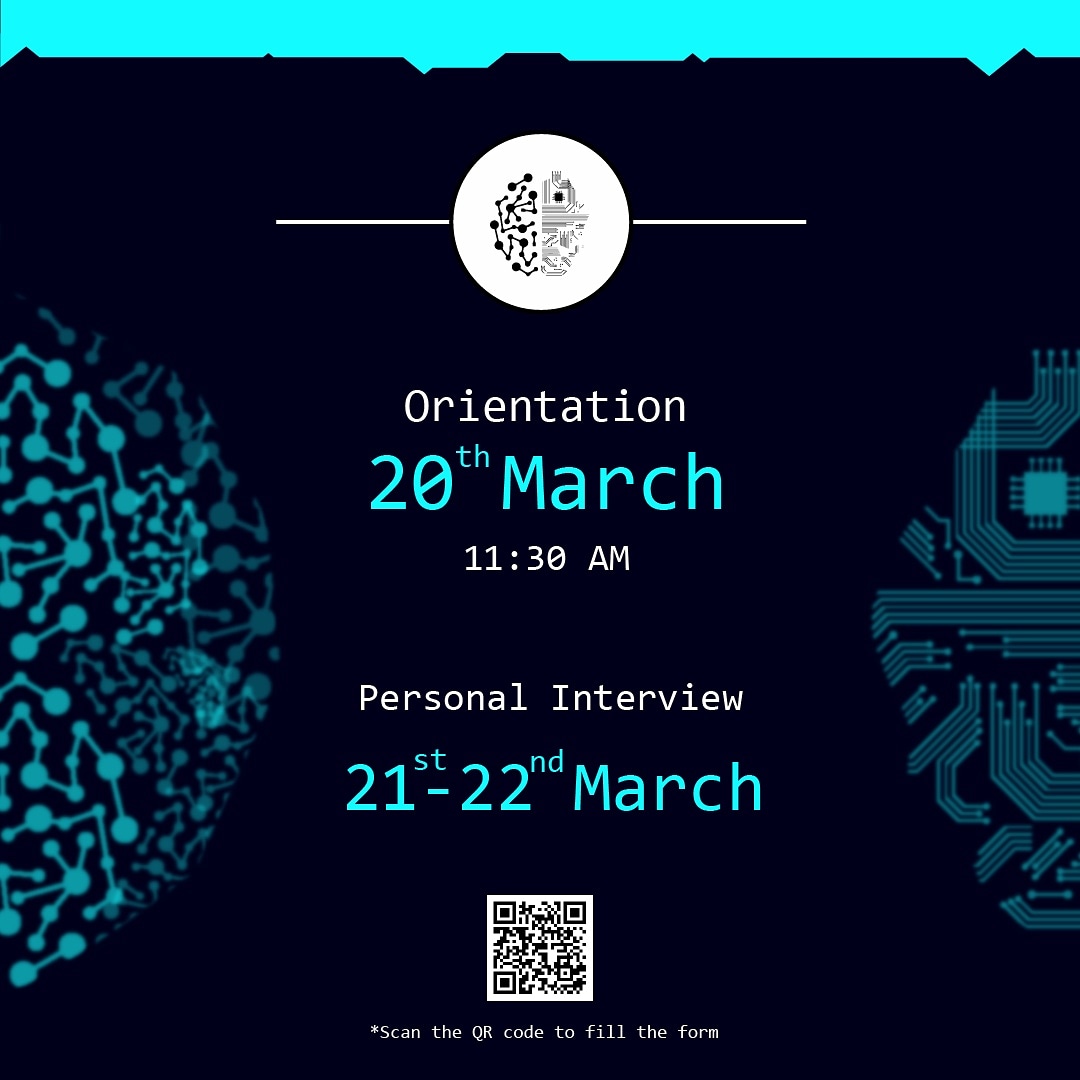 Orientation
20th March
11:30 AM
Personal Interview
21st-22nd March
*Scan the QR code to fill the form